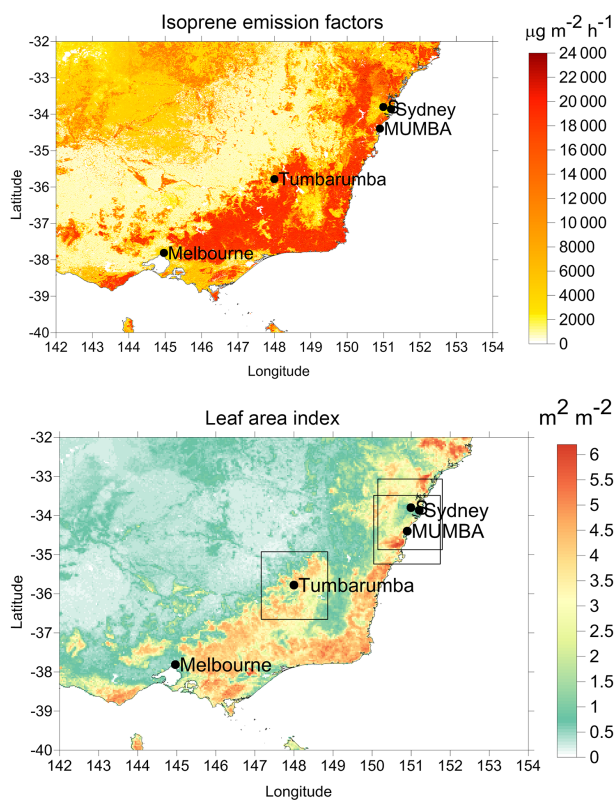 Isoprene emission factors
µg m-2 h-1
-32
-33
-34
-35
-36
-37
-38
-39
-40
Latitude
S
Sydney
MUMBA
Tumbarumba
Melbourne
142 143 144 145 146 147 148 149 150 151 152 153 154
Longitude
24 000
22 000
20 000
18 000
16 000
14 000
12 000
10 000
8000
6000
4000
2000
0
Leaf area index
m2 m-2
-32
-33
-34
-35
-36
-37
-38
-39
-40
Latitude
S
Sydney
MUMBA
Tumbarumba
Melbourne
142 143 144 145 146 147 148 149 150 151 152 153 154
Longitude
6
5.5
5
4.5
4
3.5
3
2.5
2
1.5
1
0.5
0